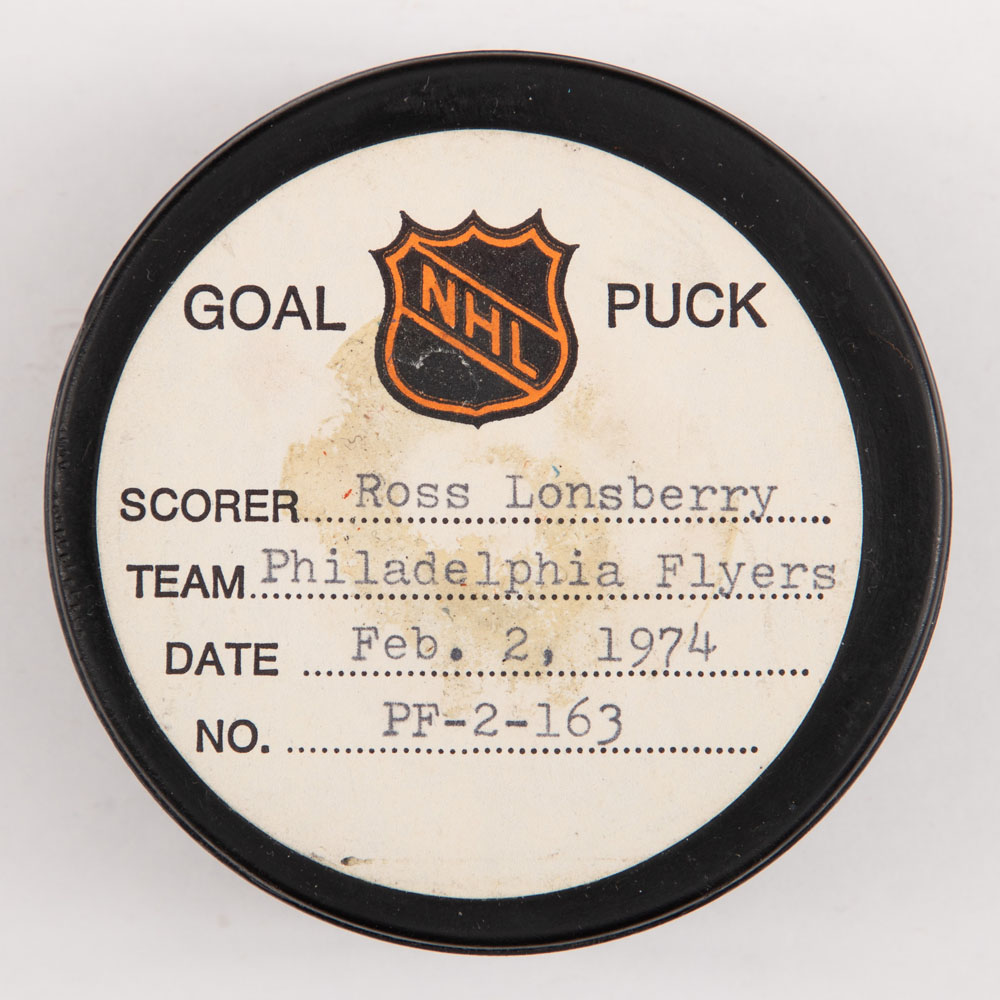 NHL
GOAL PUCK
SCORER Ross Lonsberry
TEAM Philadelphia Flyers
DATE Feb. 2, 1974
NO. PF-2-163